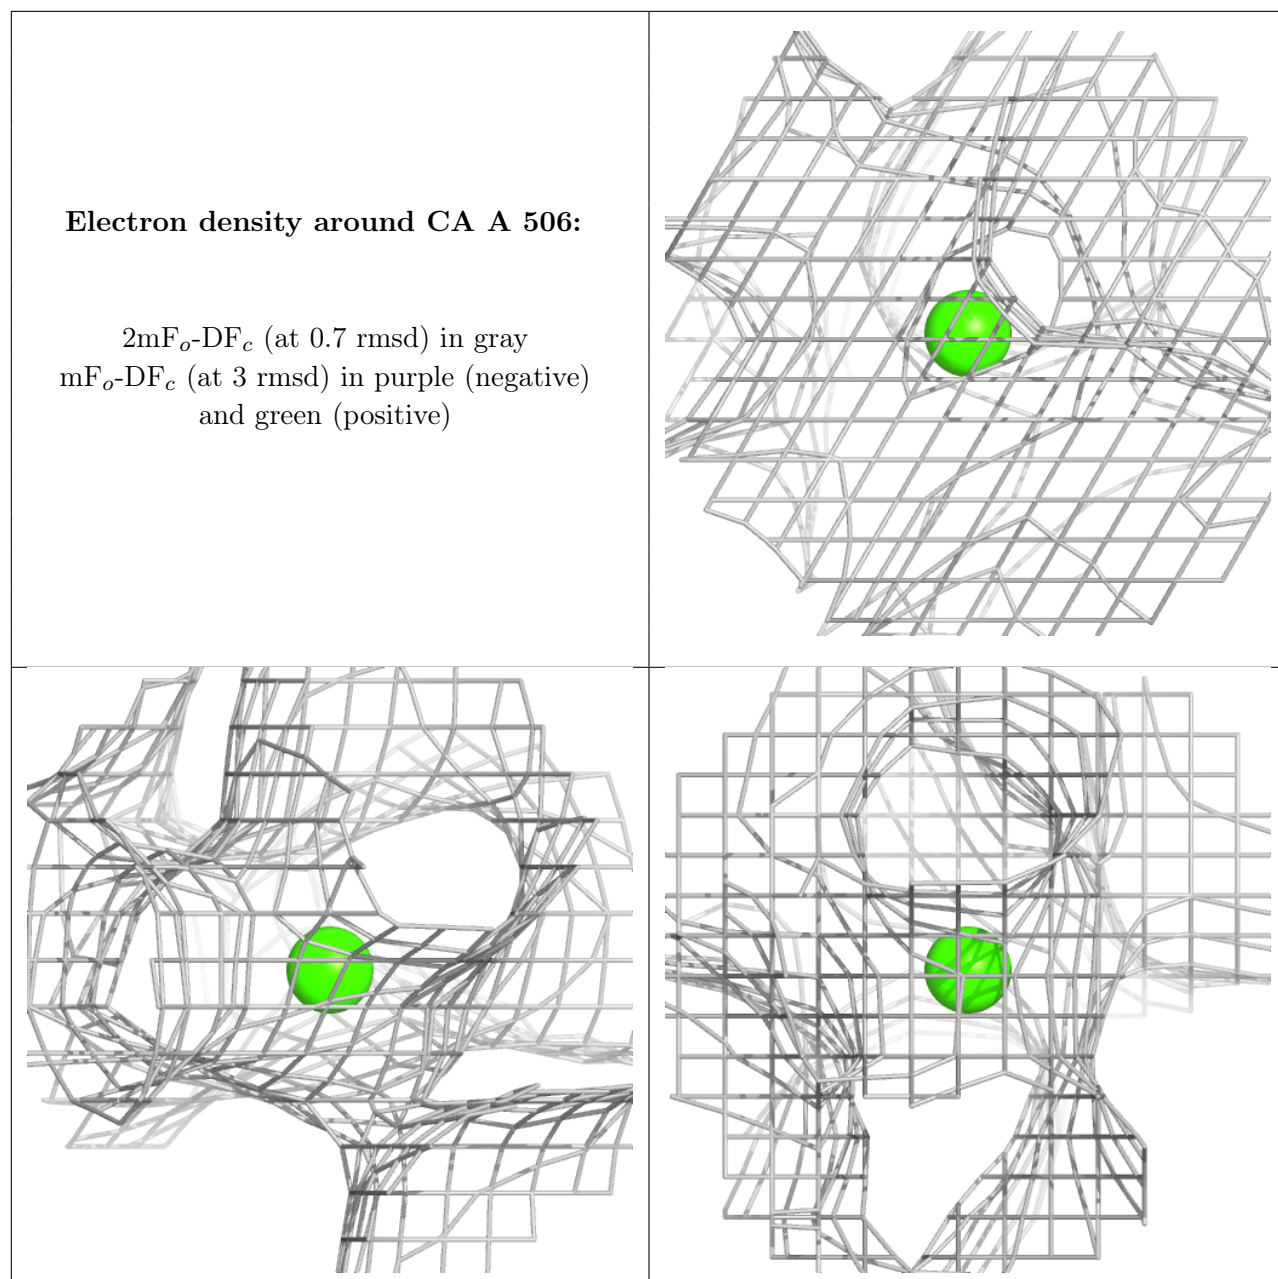 Electron density around CA A 506:
2mFo-DFc (at 0.7 rmsd) in gray
mFo-DFc (at 3 rmsd) in purple (negative)
and green (positive)